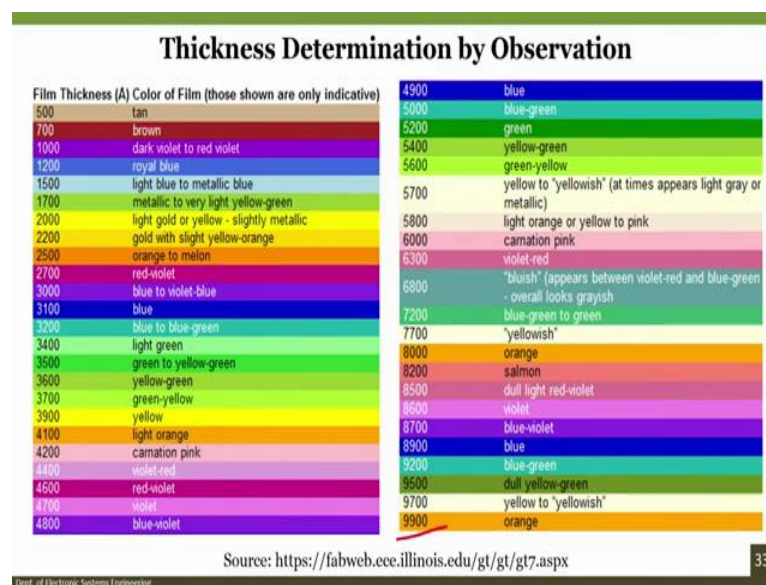 Thickness Determination by Observation
Film Thickness (A) Color of Film (those shown are only indicative)
500 tan
700 brown
1000 dark violet to red violet
1200 royal blue
1500 light blue to metallic blue
1700 metallic to very light yellow-green
2000 light gold or yellow - slightly metallic
2200 gold with slight yellow-orange
2500 orange to melon
2700 red-violet
3000 blue to violet-blue
3100 blue
3200 blue to blue-green
3400 light green
3500 green to yellow-green
3600 yellow-green
3700 green-yellow
3900 yellow
4100 light orange
4200 carnation pink
4400 violet-red
4600 red-violet
4700 violet
4800 blue-violet
4900 blue
5000 blue-green
5200 green
5400 yellow-green
5600 green-yellow
5700 yellow to "yellowish" (at times appears light gray or
metallic)
5800 light orange or yellow to pink
6000 carnation pink
6300 violet-red
6800 "bluish" (appears between violet-red and blue-green
- overall looks grayish
7200 blue-green to green
7700 "yellowish"
8000 orange
8200 salmon
8500 dull light red-violet
8600 violet
8700 blue-violet
8900 blue
9200 blue-green
9500 dull yellow-green
9700 yellow to "yellowish"
9900 orange
Source: https://fabweb.ece.illinois.edu/gt/gt/gt7.aspx
33
Dept. of Electronic Systems Engineering